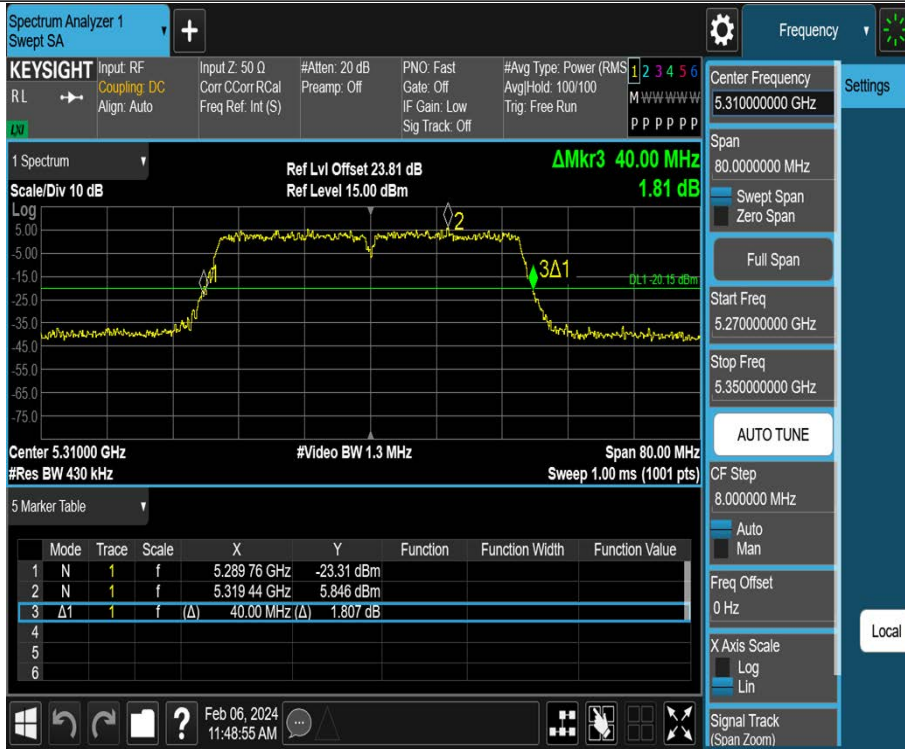 Spectrum Analyzer 1
Swept SA
+
Frequency
KEYSIGHT
RL
LXI
Input: RF
Coupling: DC
Align: Auto
Input Z: 50 Ω
Corr CCorr RCal
Freq Ref: Int (S)
#Atten: 20 dB
Preamp: Off
PNO: Fast
Gate: Off
IF Gain: Low
Sig Track: Off
#Avg Type: Power (RMS
Avg|Hold: 100/100
Trig: Free Run
1 2 3 4 5 6
M W W W W W
P P P P P P
1 Spectrum
Scale/Div 10 dB
Log
Ref Lvl Offset 23.81 dB
Ref Level 15.00 dBm
ΔMkr3 40.00 MHz
1.81 dB
5.00
-5.00
-15.0
-25.0
-35.0
-45.0
-55.0
-65.0
-75.0
1
2
3Δ1
DL1 -20.15 dBm
Center 5.31000 GHz
#Res BW 430 kHz
#Video BW 1.3 MHz
Span 80.00 MHz
Sweep 1.00 ms (1001 pts)
5 Marker Table
Mode Trace Scale X Y Function Function Width Function Value
1 N 1 f 5.289 76 GHz -23.31 dBm
2 N 1 f 5.319 44 GHz 5.846 dBm
3 Δ1 1 f (Δ) 40.00 MHz (Δ) 1.807 dB
4
5
6
?
Feb 06, 2024
11:48:55 AM
Center Frequency
5.310000000 GHz
Span
80.0000000 MHz
Swept Span
Zero Span
Full Span
Start Freq
5.270000000 GHz
Stop Freq
5.350000000 GHz
AUTO TUNE
CF Step
8.000000 MHz
Auto
Man
Freq Offset
0 Hz
X Axis Scale
Log
Lin
Signal Track
(Span Zoom)
Settings
Local